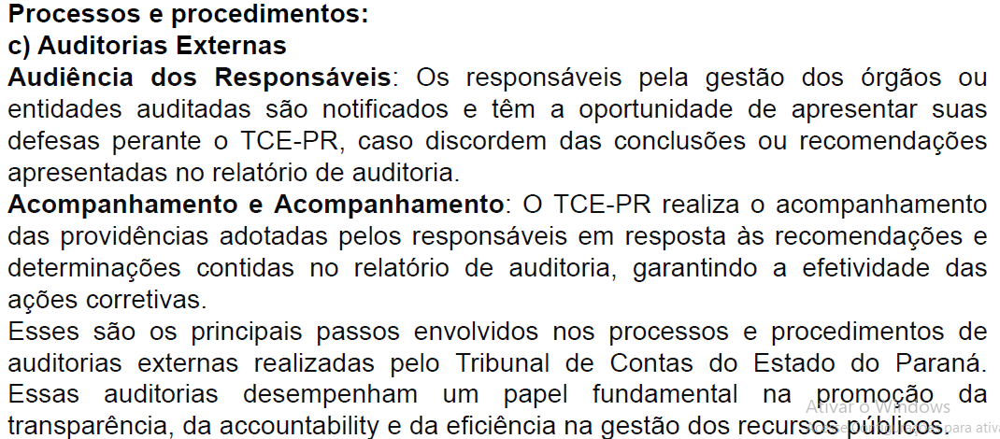 Processos e procedimentos:
c) Auditorias Externas
Audiência dos Responsáveis: Os responsáveis pela gestão dos órgãos ou
entidades auditadas são notificados e têm a oportunidade de apresentar suas
defesas perante o TCE-PR, caso discordem das conclusões ou recomendações
apresentadas no relatório de auditoria.
Acompanhamento e Acompanhamento: O TCE-PR realiza o acompanhamento
das providências adotadas pelos responsáveis em resposta às recomendações e
determinações contidas no relatório de auditoria, garantindo a efetividade das
ações corretivas.
Esses são os principais passos envolvidos nos processos e procedimentos de
auditorias externas realizadas pelo Tribunal de Contas do Estado do Paraná.
Essas auditorias desempenham um papel fundamental na promoção da
Ativar o Windows
transparência, da accountability e da eficiência na gestão dos recursos públicos.
para ativa